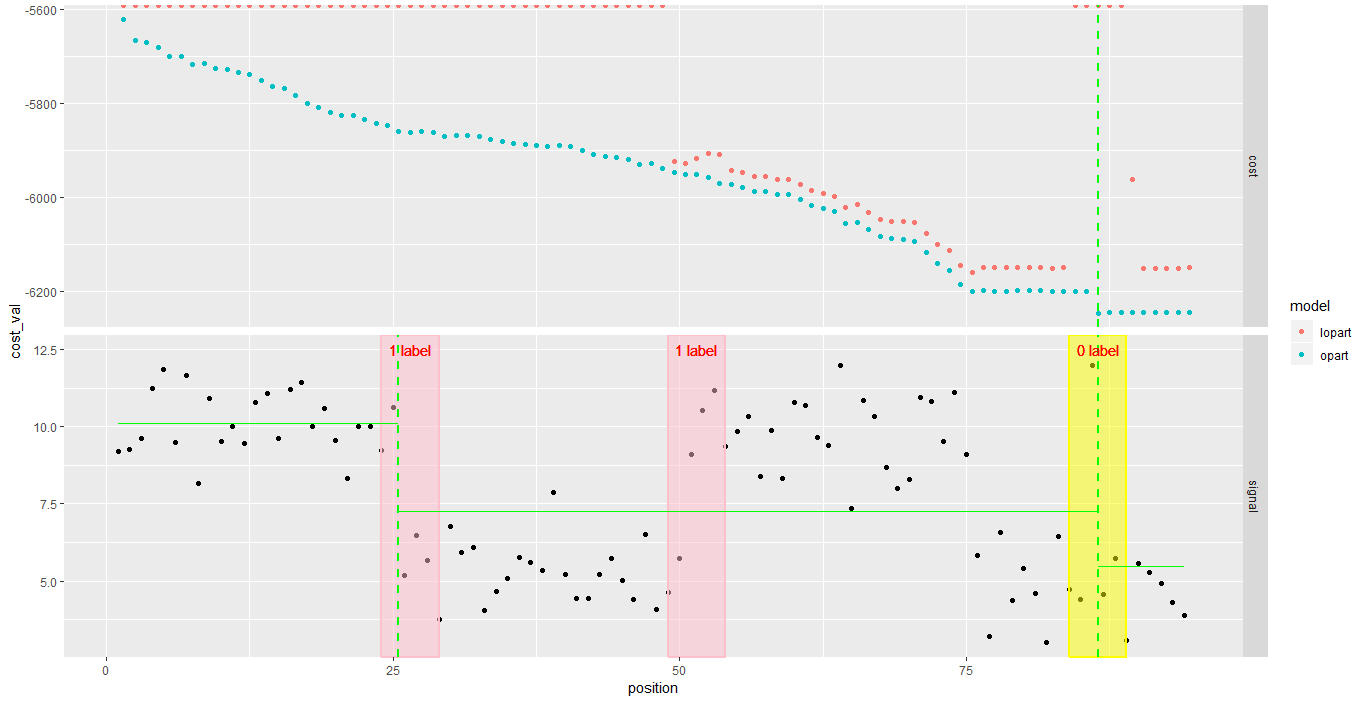 -5600
-5800
-6000
-6200
cost
cost_val
12.5
10.0
7.5
5.0
1 label
1 label
0 label
signal
0
25
50
75
position
model
lopart
opart